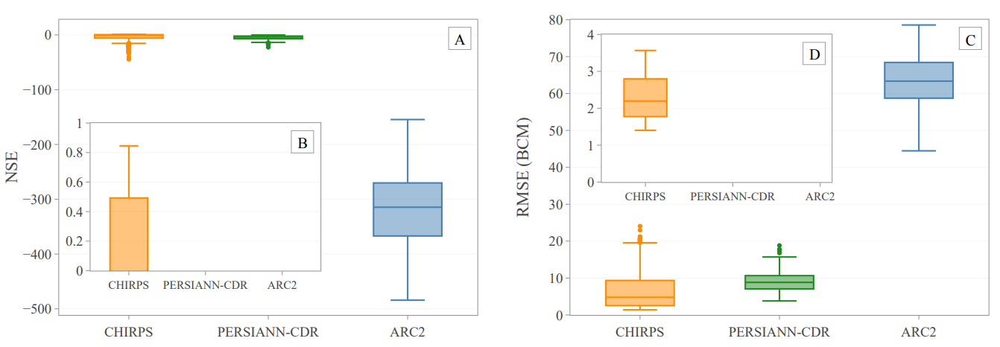 NSE
0
−100
−200
−300
−400
−500
A
1
0.8
0.6
0.4
0.2
0
B
CHIRPS PERSIANN-CDR ARC2
CHIRPS PERSIANN-CDR ARC2
RMSE (BCM)
80
70
60
50
40
30
20
10
0
C
4
3
2
1
0
D
CHIRPS PERSIANN-CDR ARC2
CHIRPS PERSIANN-CDR ARC2